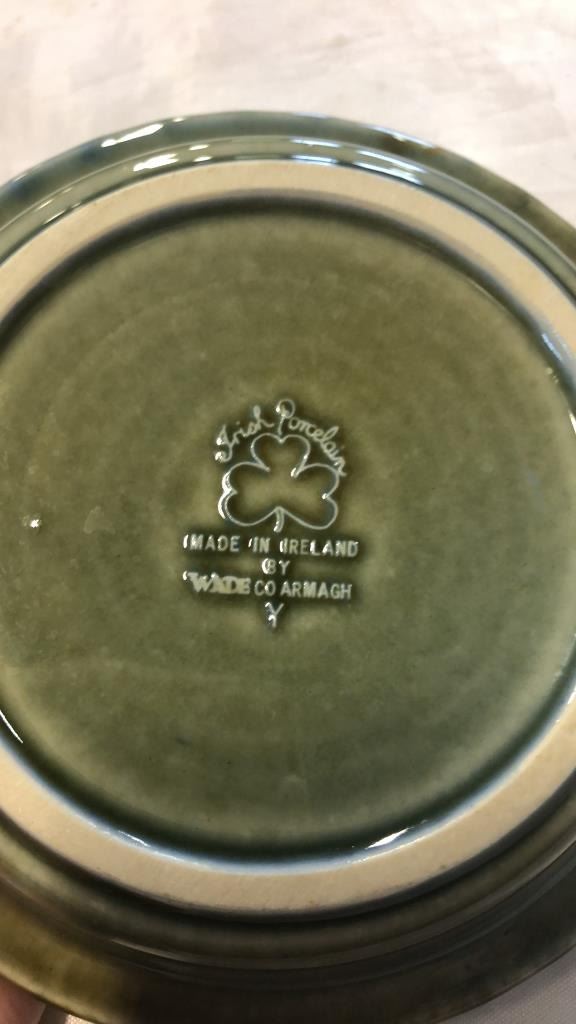 Irish Porcelain
MADE IN IRELAND
BY
WADE CO ARMAGH
Y